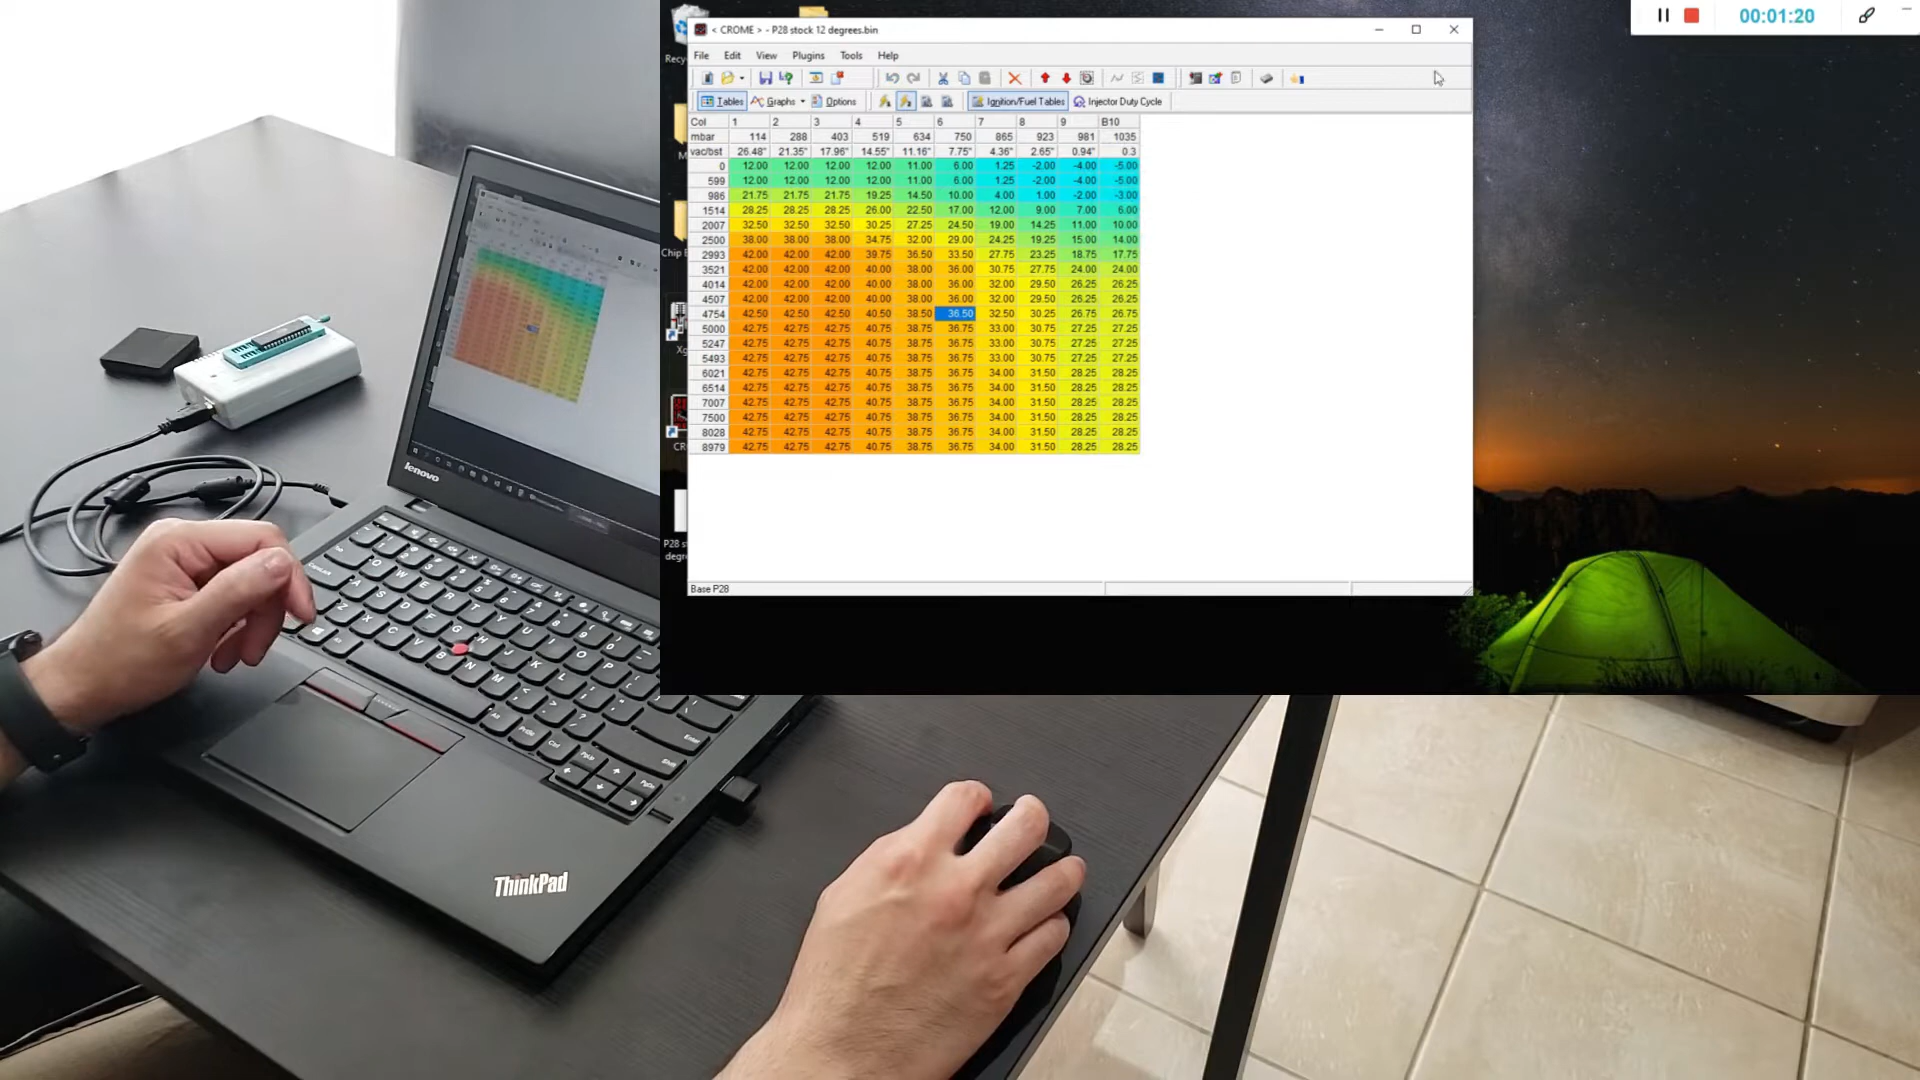 00:01:20
< CROME > - P28 stock 12 degrees.bin
File Edit View Plugins Tools Help
Tables Graphs Options Ignition/Fuel Tables Injector Duty Cycle
Col 1 2 3 4 5 6 7 8 9 B10
mbar 114 288 403 519 634 750 865 923 981 1035
vac/bst 26.48" 21.35" 17.96" 14.55" 11.16" 7.75" 4.36" 2.65" 0.94" 0.3
0 12.00 12.00 12.00 12.00 11.00 6.00 1.25 -2.00 -4.00 -5.00
599 12.00 12.00 12.00 12.00 11.00 6.00 1.25 -2.00 -4.00 -5.00
986 21.75 21.75 21.75 19.25 14.50 10.00 4.00 1.00 -2.00 -3.00
1514 28.25 28.25 28.25 26.00 22.50 17.00 12.00 9.00 7.00 6.00
2007 32.50 32.50 32.50 30.25 27.25 24.50 19.00 14.25 11.00 10.00
2500 38.00 38.00 38.00 34.75 32.00 29.00 24.25 19.25 15.00 14.00
2993 42.00 42.00 42.00 39.75 36.50 33.50 27.75 23.25 18.75 17.75
3521 42.00 42.00 42.00 40.00 38.00 36.00 30.75 27.75 24.00 24.00
4014 42.00 42.00 42.00 40.00 38.00 36.00 32.00 29.50 26.25 26.25
4507 42.00 42.00 42.00 40.00 38.00 36.00 32.00 29.50 26.25 26.25
4754 42.50 42.50 42.50 40.50 38.50 36.50 32.50 30.25 26.75 26.75
5000 42.75 42.75 42.75 40.75 38.75 36.75 33.00 30.75 27.25 27.25
5247 42.75 42.75 42.75 40.75 38.75 36.75 33.00 30.75 27.25 27.25
5493 42.75 42.75 42.75 40.75 38.75 36.75 33.00 30.75 27.25 27.25
6021 42.75 42.75 42.75 40.75 38.75 36.75 34.00 31.50 28.25 28.25
6514 42.75 42.75 42.75 40.75 38.75 36.75 34.00 31.50 28.25 28.25
7007 42.75 42.75 42.75 40.75 38.75 36.75 34.00 31.50 28.25 28.25
7500 42.75 42.75 42.75 40.75 38.75 36.75 34.00 31.50 28.25 28.25
8028 42.75 42.75 42.75 40.75 38.75 36.75 34.00 31.50 28.25 28.25
8979 42.75 42.75 42.75 40.75 38.75 36.75 34.00 31.50 28.25 28.25
Base P28
lenovo
ThinkPad